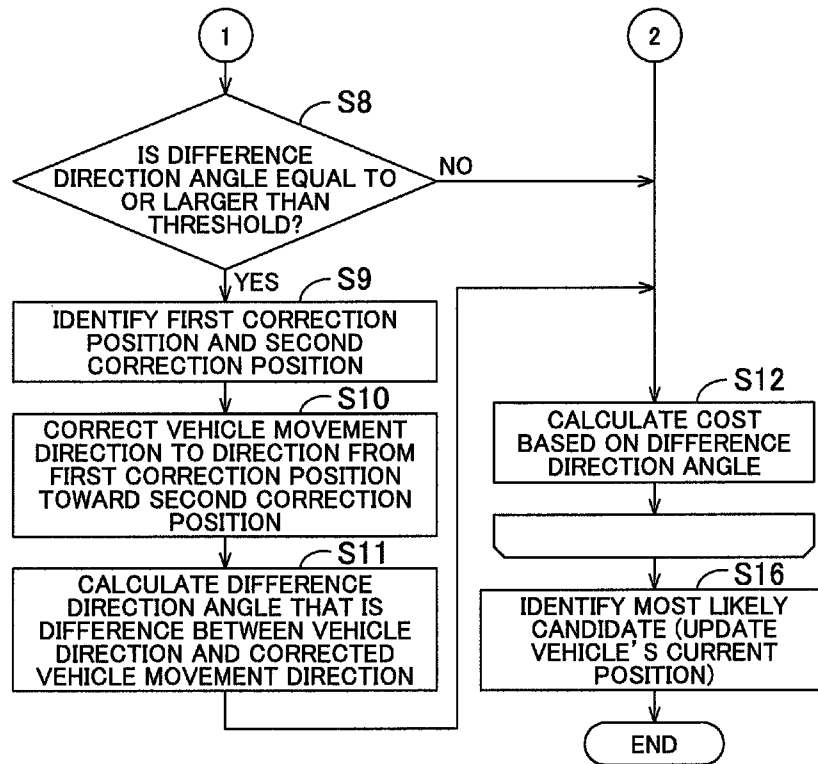 1
2
S8
IS DIFFERENCE
DIRECTION ANGLE EQUAL TO
OR LARGER THAN
THRESHOLD?
NO
YES
S9
IDENTIFY FIRST CORRECTION
POSITION AND SECOND
CORRECTION POSITION
S10
CORRECT VEHICLE MOVEMENT
DIRECTION TO DIRECTION FROM
FIRST CORRECTION POSITION
TOWARD SECOND CORRECTION
POSITION
S11
CALCULATE DIFFERENCE
DIRECTION ANGLE THAT IS
DIFFERENCE BETWEEN VEHICLE
DIRECTION AND CORRECTED
VEHICLE MOVEMENT DIRECTION
S12
CALCULATE COST
BASED ON DIFFERENCE
DIRECTION ANGLE
S16
IDENTIFY MOST LIKELY
CANDIDATE (UPDATE
VEHICLE'S CURRENT
POSITION)
END